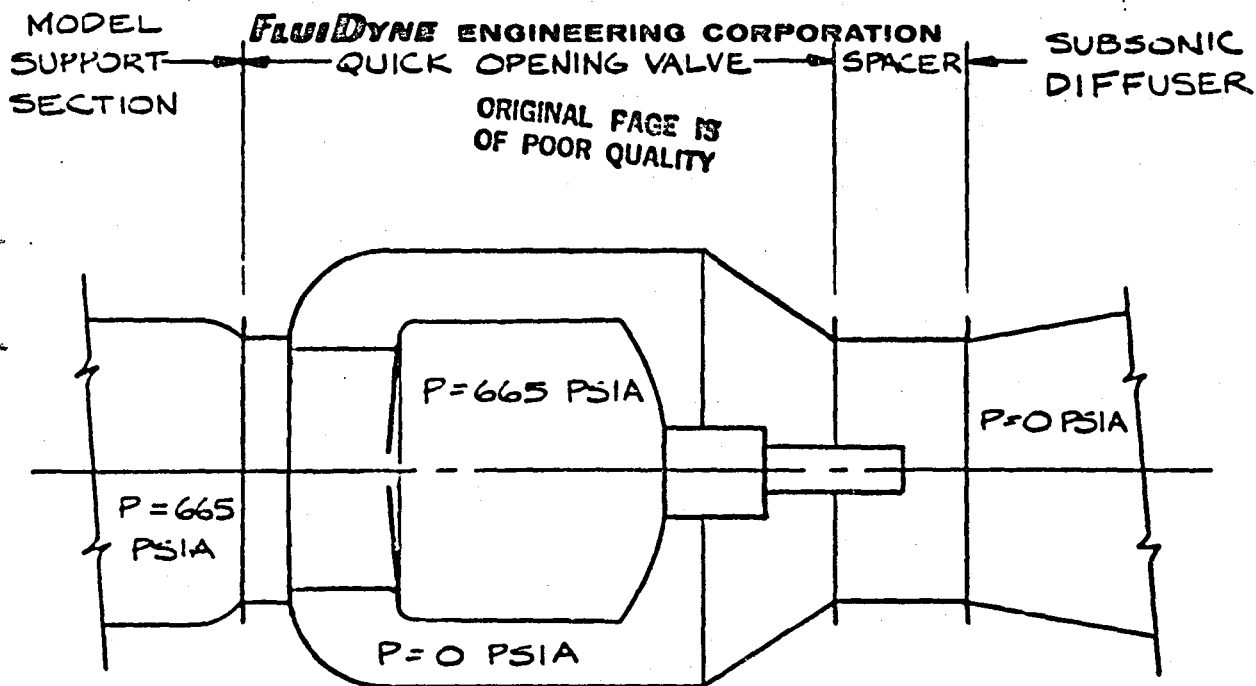 FLUIDYNE ENGINEERING CORPORATION
MODEL
SUPPORT
SECTION
QUICK OPENING VALVE
SPACER
SUBSONIC
DIFFUSER
ORIGINAL PAGE IS
OF POOR QUALITY
P=665 PSIA
P=0 PSIA
P=665
PSIA
P=0 PSIA